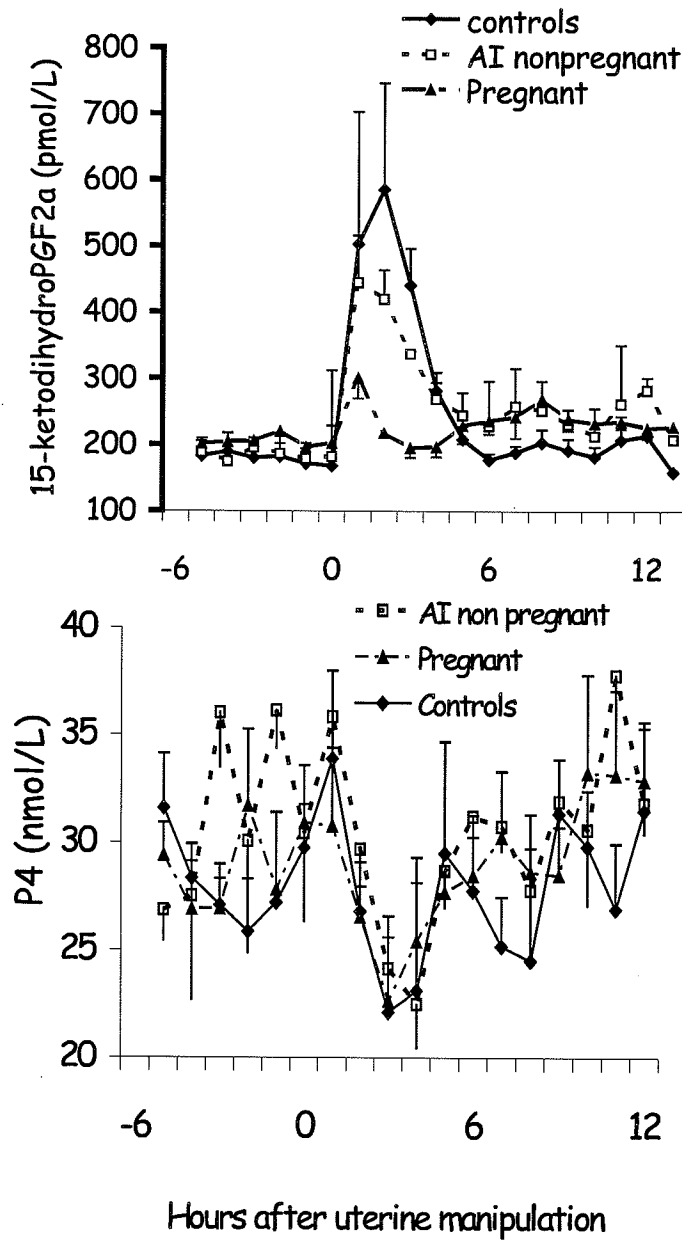 controls
AI nonpregnant
Pregnant
15-ketodihydroPGF2a (pmol/L)
800
700
600
500
400
300
200
100
-6 0 6 12
AI non pregnant
Pregnant
Controls
P4 (nmol/L)
40
35
30
25
20
-6 0 6 12
Hours after uterine manipulation